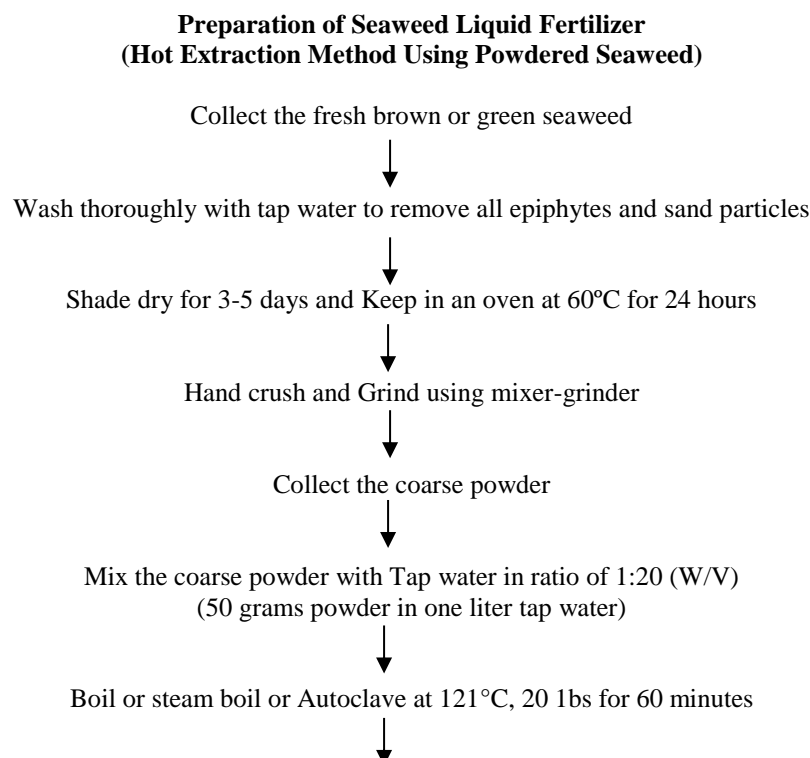 Preparation of Seaweed Liquid Fertilizer
(Hot Extraction Method Using Powdered Seaweed)
Collect the fresh brown or green seaweed
Wash thoroughly with tap water to remove all epiphytes and sand particles
Shade dry for 3-5 days and Keep in an oven at 60ºC for 24 hours
Hand crush and Grind using mixer-grinder
Collect the coarse powder
Mix the coarse powder with Tap water in ratio of 1:20 (W/V)
(50 grams powder in one liter tap water)
Boil or steam boil or Autoclave at 121°C, 20 1bs for 60 minutes